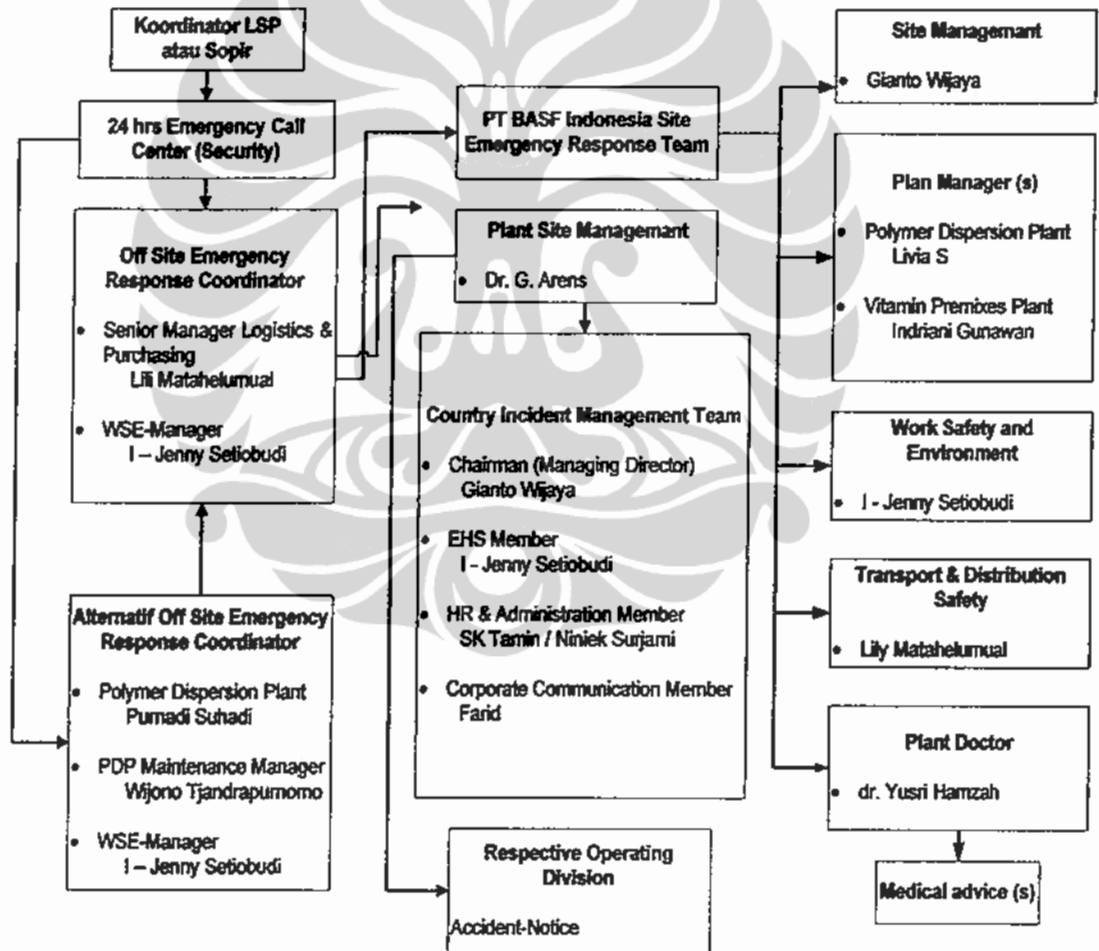 Koordinator LSP
atau Sopir
24 hrs Emergency Call
Center (Security)
Off Site Emergency
Response Coordinator
• Senior Manager Logistics &
Purchasing
Lili Matahelumual
• WSE-Manager
I – Jenny Setiobudi
Alternatif Off Site Emergency
Response Coordinator
• Polymer Dispersion Plant
Purnadi Suhadi
• PDP Maintenance Manager
Wijono Tjandrapurnomo
• WSE-Manager
I – Jenny Setiobudi
PT BASF Indonesia Site
Emergency Response Team
Plant Site Managemant
• Dr. G. Arens
Country Incident Management Team
• Chairman (Managing Director)
Gianto Wijaya
• EHS Member
I - Jenny Setiobudi
• HR & Administration Member
SK Tamin / Niniek Surjami
• Corporate Communication Member
Farid
Respective Operating
Division
Accident-Notice
Site Managemant
• Gianto Wijaya
Plan Manager (s)
• Polymer Dispersion Plant
Livia S
• Vitamin Premixes Plant
Indriani Gunawan
Work Safety and
Environment
• I - Jenny Setiobudi
Transport & Distribution
Safety
• Lily Matahelumual
Plant Doctor
• dr. Yusri Hamzah
Medical advice (s)